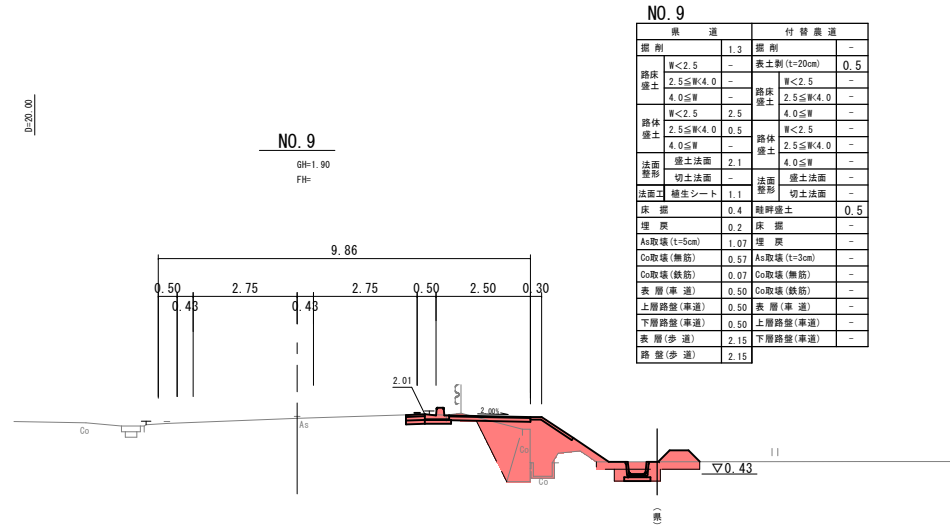 NO.9
県 道 付 替 農 道
掘 削 1.3 掘 削 -
路床盛土 W<2.5 - 表土剥(t=20cm) 0.5
2.5≦W<4.0 - 路床盛土 W<2.5 -
4.0≦W - 2.5≦W<4.0 -
路体盛土 W<2.5 2.5 4.0≦W -
2.5≦W<4.0 0.5 路体盛土 W<2.5 -
4.0≦W - 2.5≦W<4.0 -
法面整形 盛土法面 2.1 4.0≦W -
切土法面 - 法面整形 盛土法面 -
法面工 植生シート 1.1 切土法面 -
床 掘 0.4 畦畔盛土 0.5
埋 戻 0.2 床 掘 -
As取壊(t=5cm) 1.07 埋 戻 -
Co取壊(無筋) 0.57 As取壊(t=3cm) -
Co取壊(鉄筋) 0.07 Co取壊(無筋) -
表 層(車 道) 0.50 Co取壊(鉄筋) -
上層路盤(車道) 0.50 表 層(車 道) -
下層路盤(車道) 0.50 上層路盤(車道) -
表 層(歩 道) 2.15 下層路盤(車道) -
路 盤(歩 道) 2.15
D=20.00
NO.9
GH=1.90
FH=
9.86
0.50 2.75 2.75 0.50 2.50 0.30
0.43 0.43
2.01
2.00%
Co
As
Co
Co
▽0.43
(県)